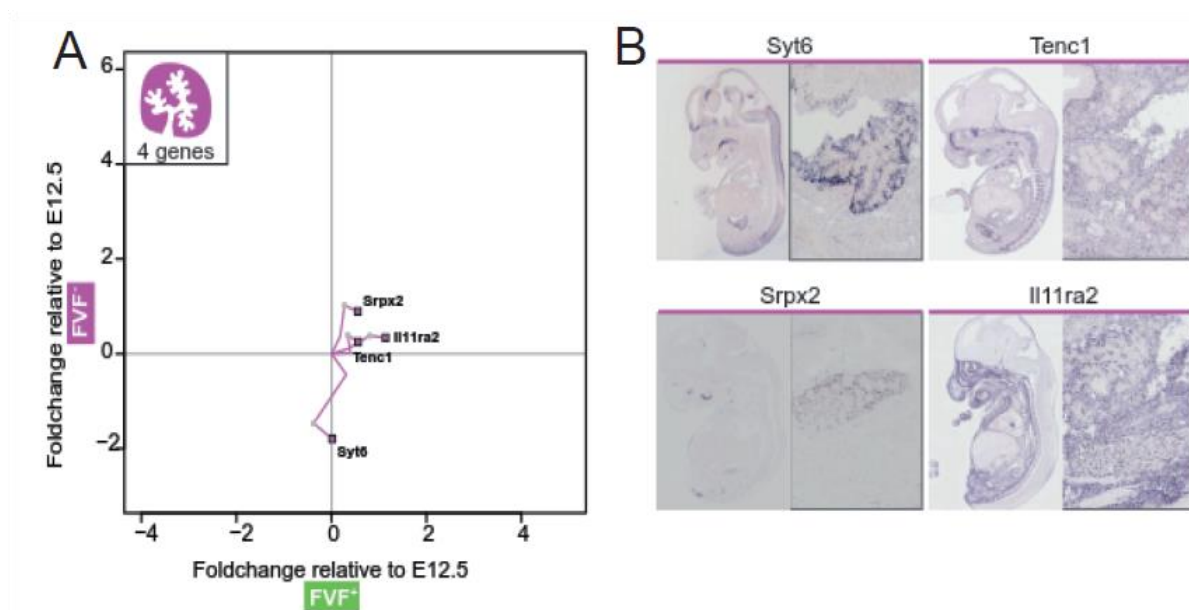 A
6
4
2
0
−2
4 genes
Foldchange relative to E12.5
FVF-
Srpx2
Il11ra2
Tenc1
Syt6
−4 −2 0 2 4
Foldchange relative to E12.5
FVF+
B
Syt6 Tenc1
Srpx2 Il11ra2